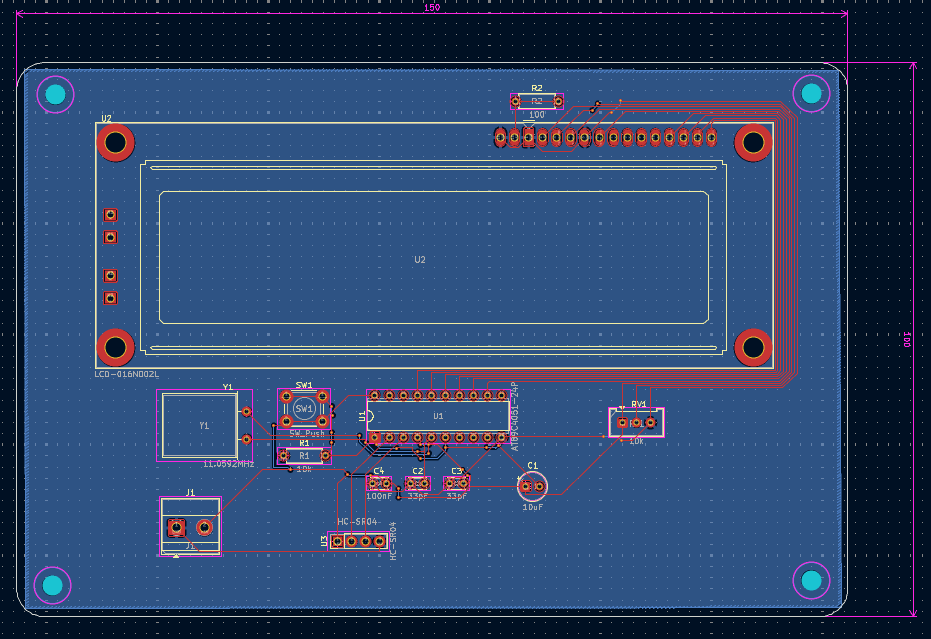 150
R2
R2
100
U2
U2
100
LCD-016N002L
Y1
Y1
11.0592MHz
SW1
SW1
SW_Push
R1
R1
10k
U1
U1
AT89C4051-24P
RV1
10k
C4
100nF
C2
33pF
C3
33pF
C1
10uF
J1
J1
HC-SR04
U3
HC-SR04